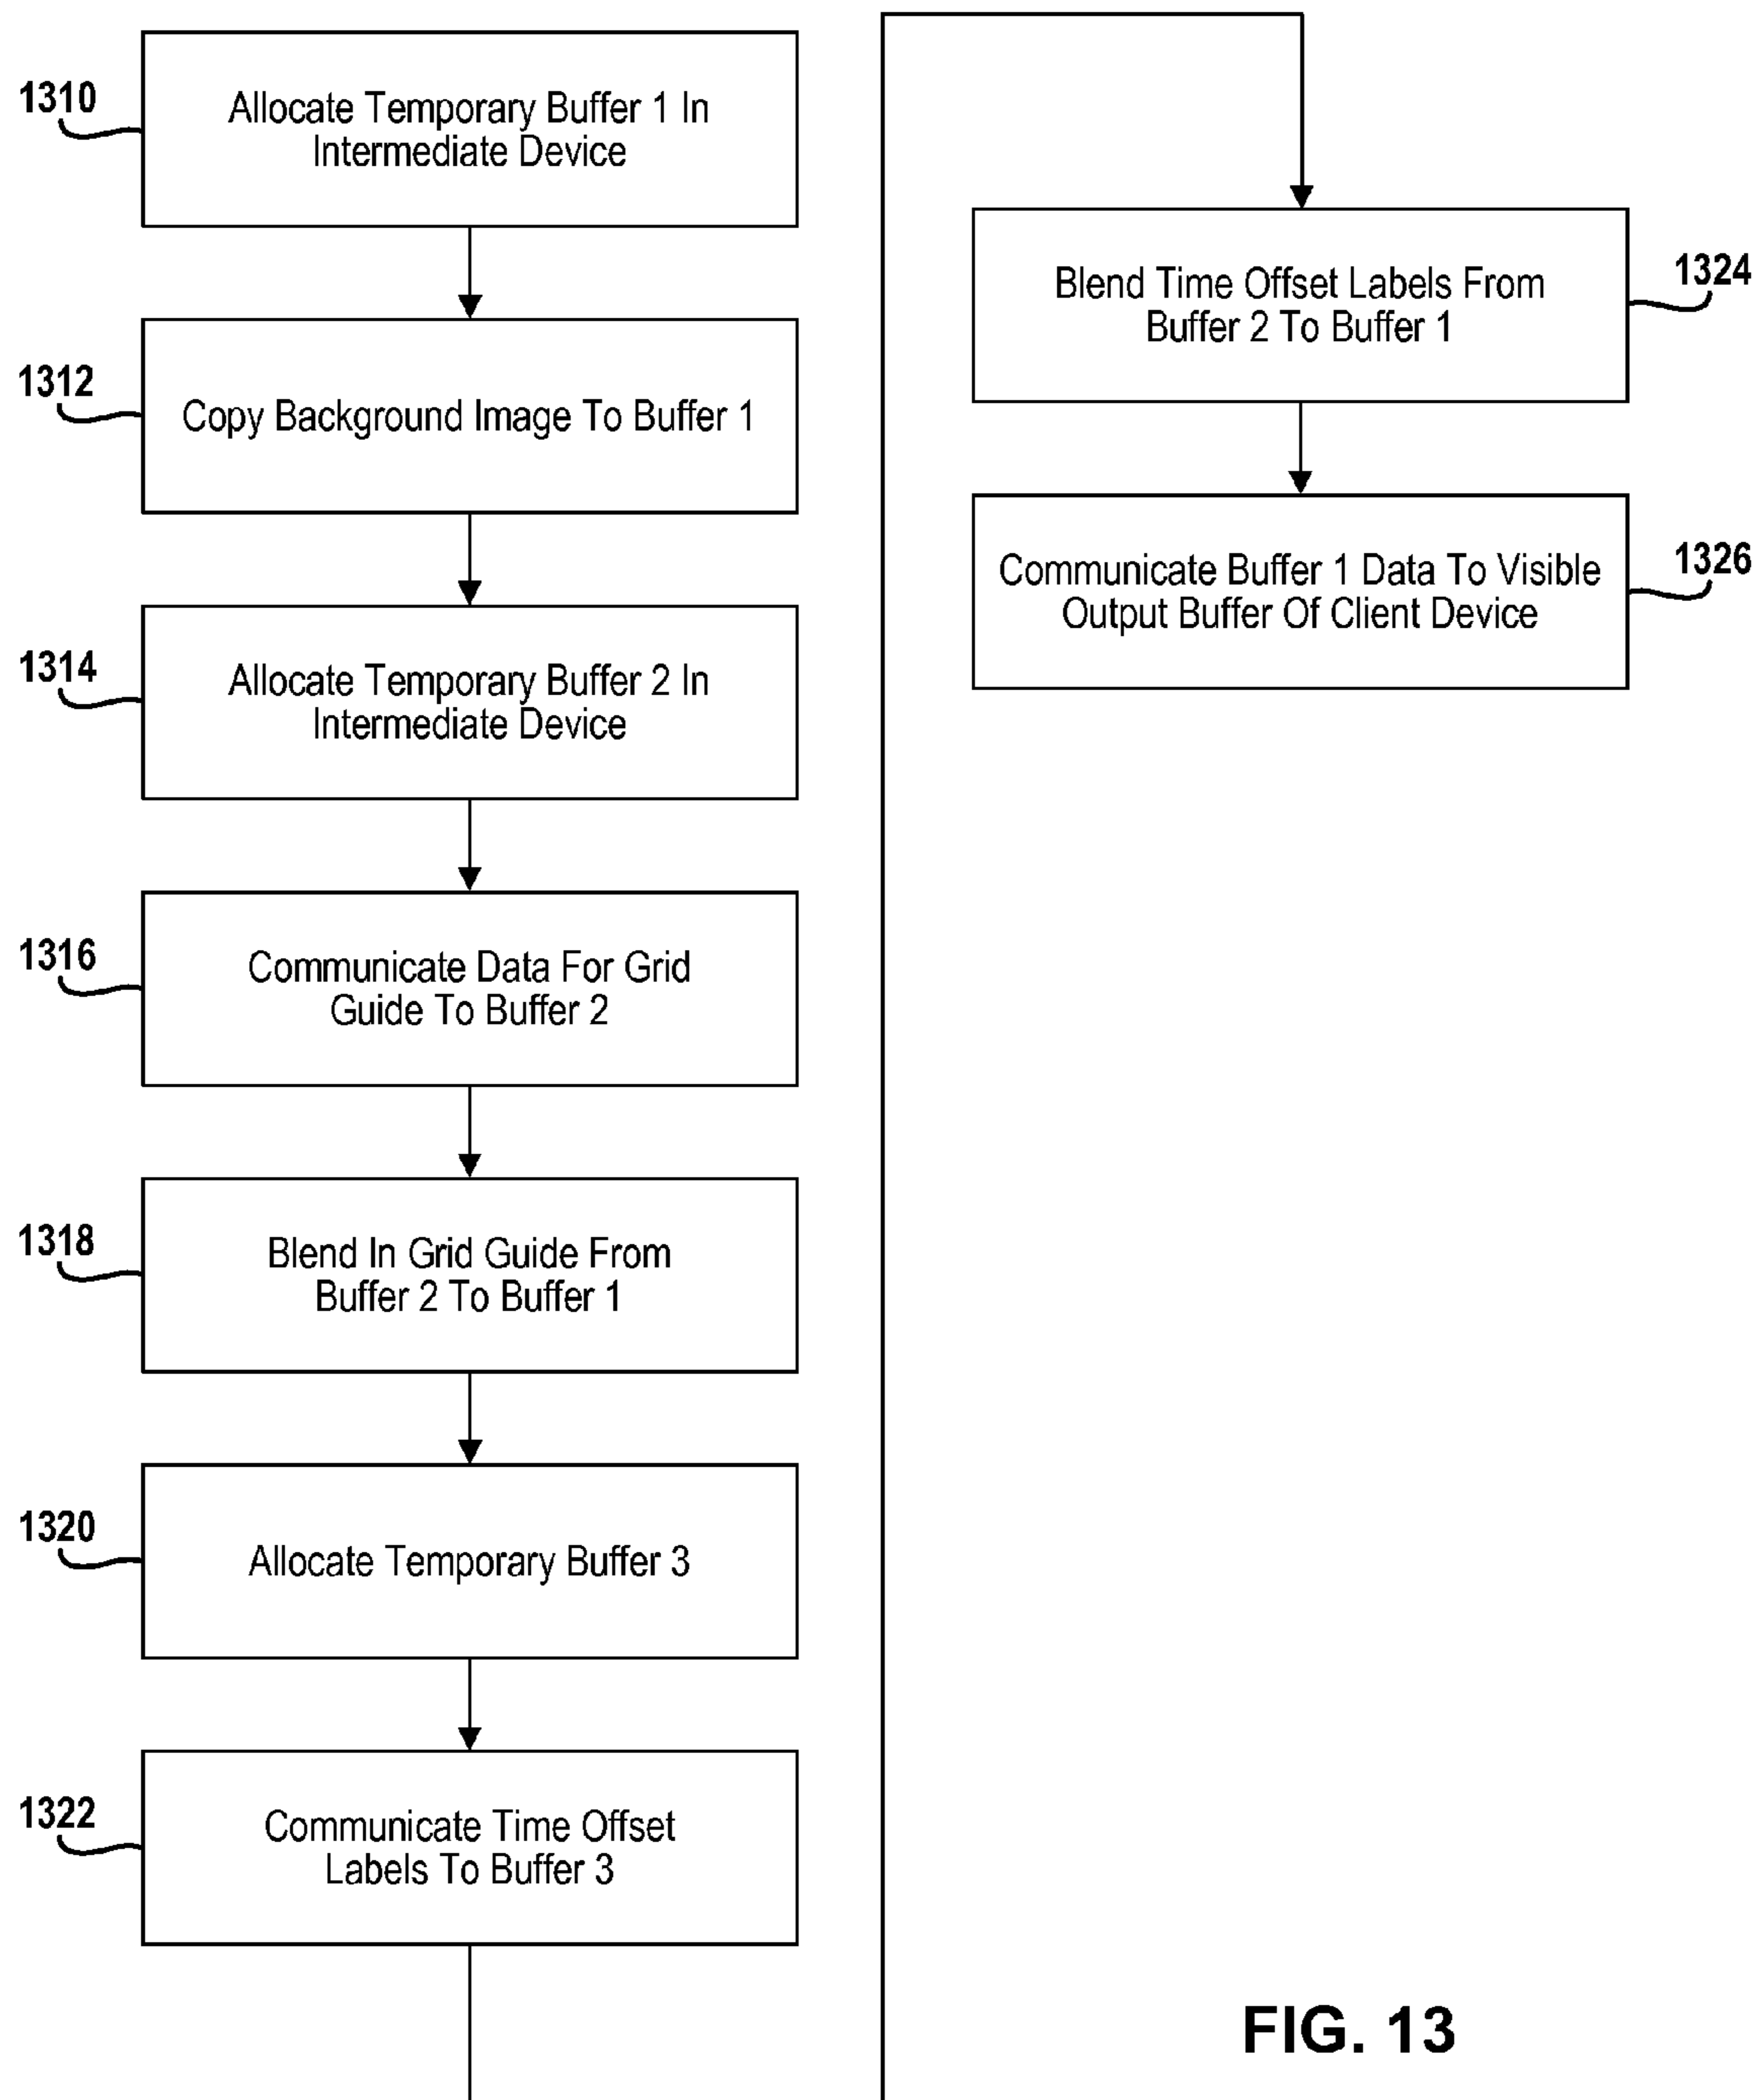 1310
Allocate Temporary Buffer 1 In
Intermediate Device
1312
Copy Background Image To Buffer 1
1314
Allocate Temporary Buffer 2 In
Intermediate Device
1316
Communicate Data For Grid
Guide To Buffer 2
1318
Blend In Grid Guide From
Buffer 2 To Buffer 1
1320
Allocate Temporary Buffer 3
1322
Communicate Time Offset
Labels To Buffer 3
1324
Blend Time Offset Labels From
Buffer 2 To Buffer 1
1326
Communicate Buffer 1 Data To Visible
Output Buffer Of Client Device
FIG. 13